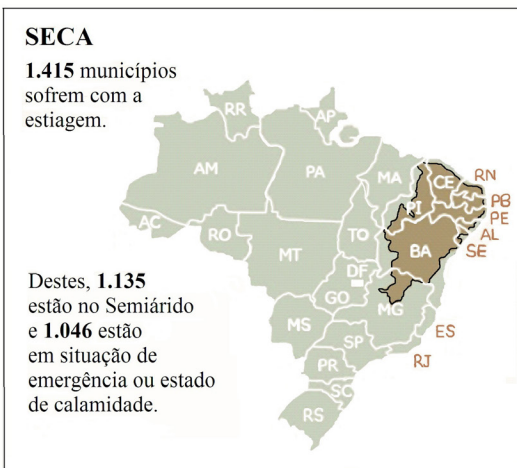 SECA
1.415 municípios
sofrem com a
estiagem.
RR
AP
AM
PA
MA
CE
RN
PI
PB
PE
AL
SE
AC
RO
TO
BA
MT
DF
GO
MG
MS
ES
SP
RJ
PR
SC
RS
Destes, 1.135
estão no Semiárido
e 1.046 estão
em situação de
emergência ou estado
de calamidade.